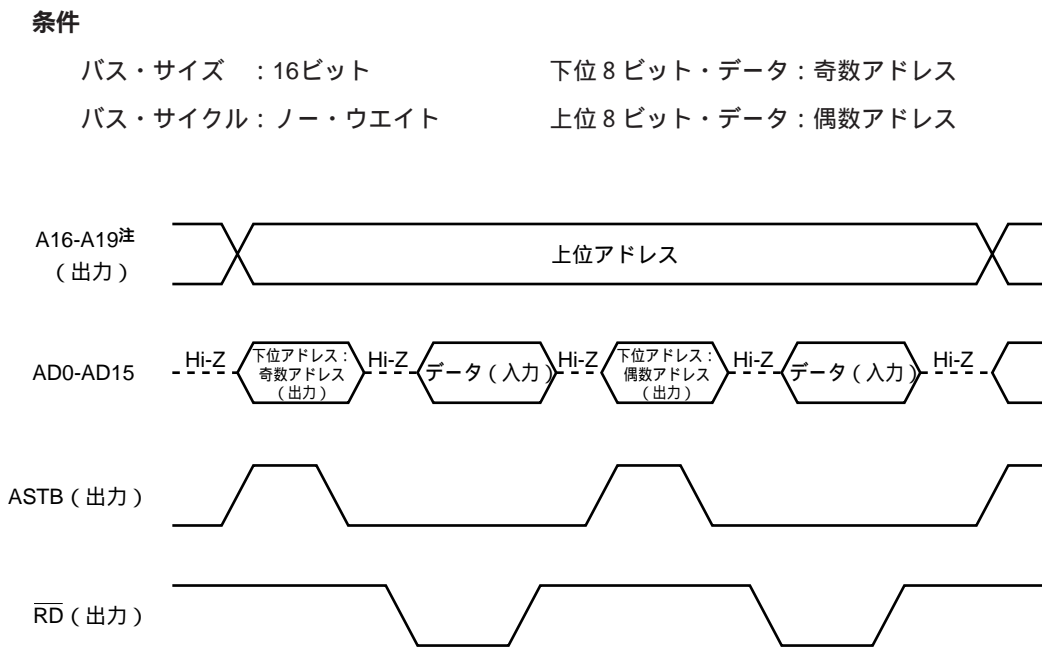 条件
バス・サイズ　：16ビット　下位８ビット・データ：奇数アドレス
バス・サイクル：ノー・ウエイト　上位８ビット・データ：偶数アドレス
A16-A19注
（出力）
上位アドレス
AD0-AD15
Hi-Z
下位アドレス：
奇数アドレス
（出力）
Hi-Z
データ（入力）
Hi-Z
下位アドレス：
偶数アドレス
（出力）
Hi-Z
データ（入力）
Hi-Z
ASTB（出力）
R̅D̅（出力）